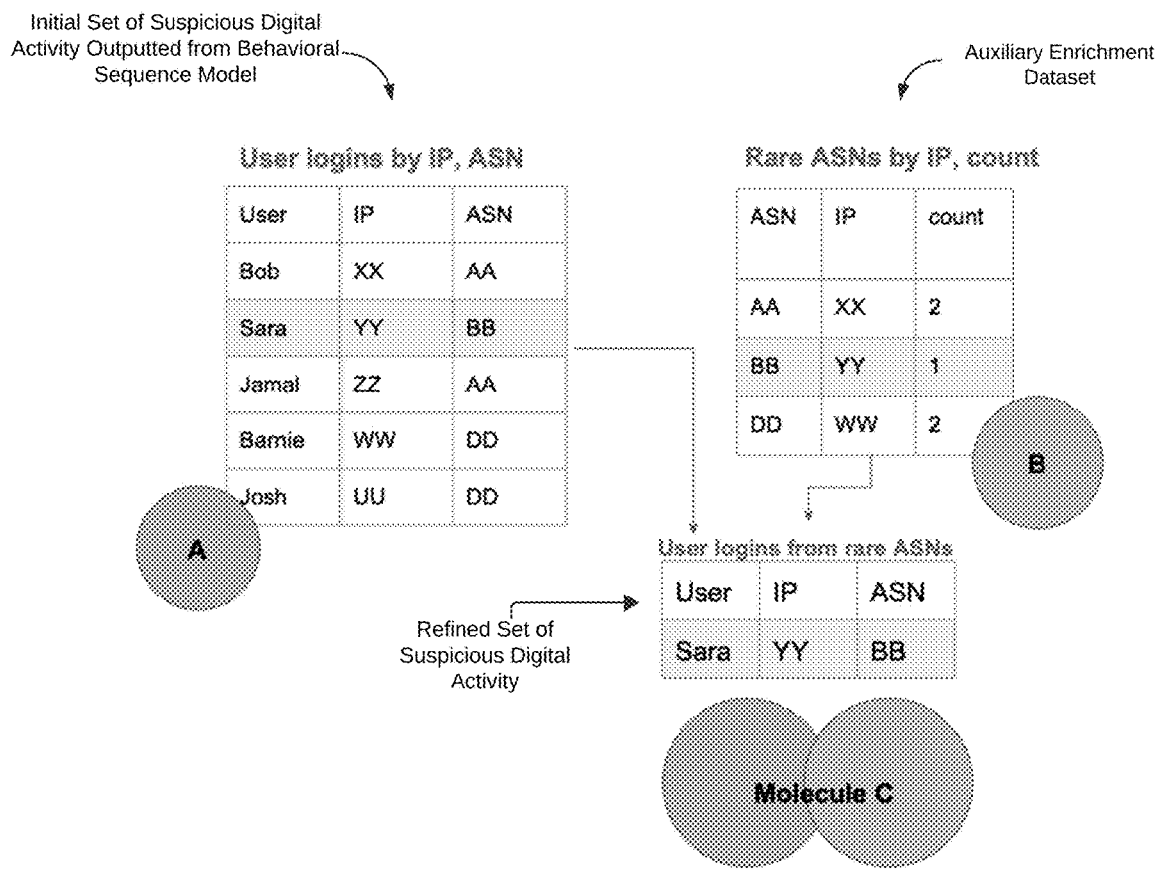 Initial Set of Suspicious Digital
Activity Outputted from Behavioral
Sequence Model
Auxiliary Enrichment
Dataset
User logins by IP, ASN
User IP ASN
Bob XX AA
Sara YY BB
Jamal ZZ AA
Barnie WW DD
Josh UU DD
A
Rare ASNs by IP, count
ASN IP count
AA XX 2
BB YY 1
DD WW 2
B
User logins from rare ASNs
User IP ASN
Sara YY BB
Refined Set of
Suspicious Digital
Activity
Molecule C